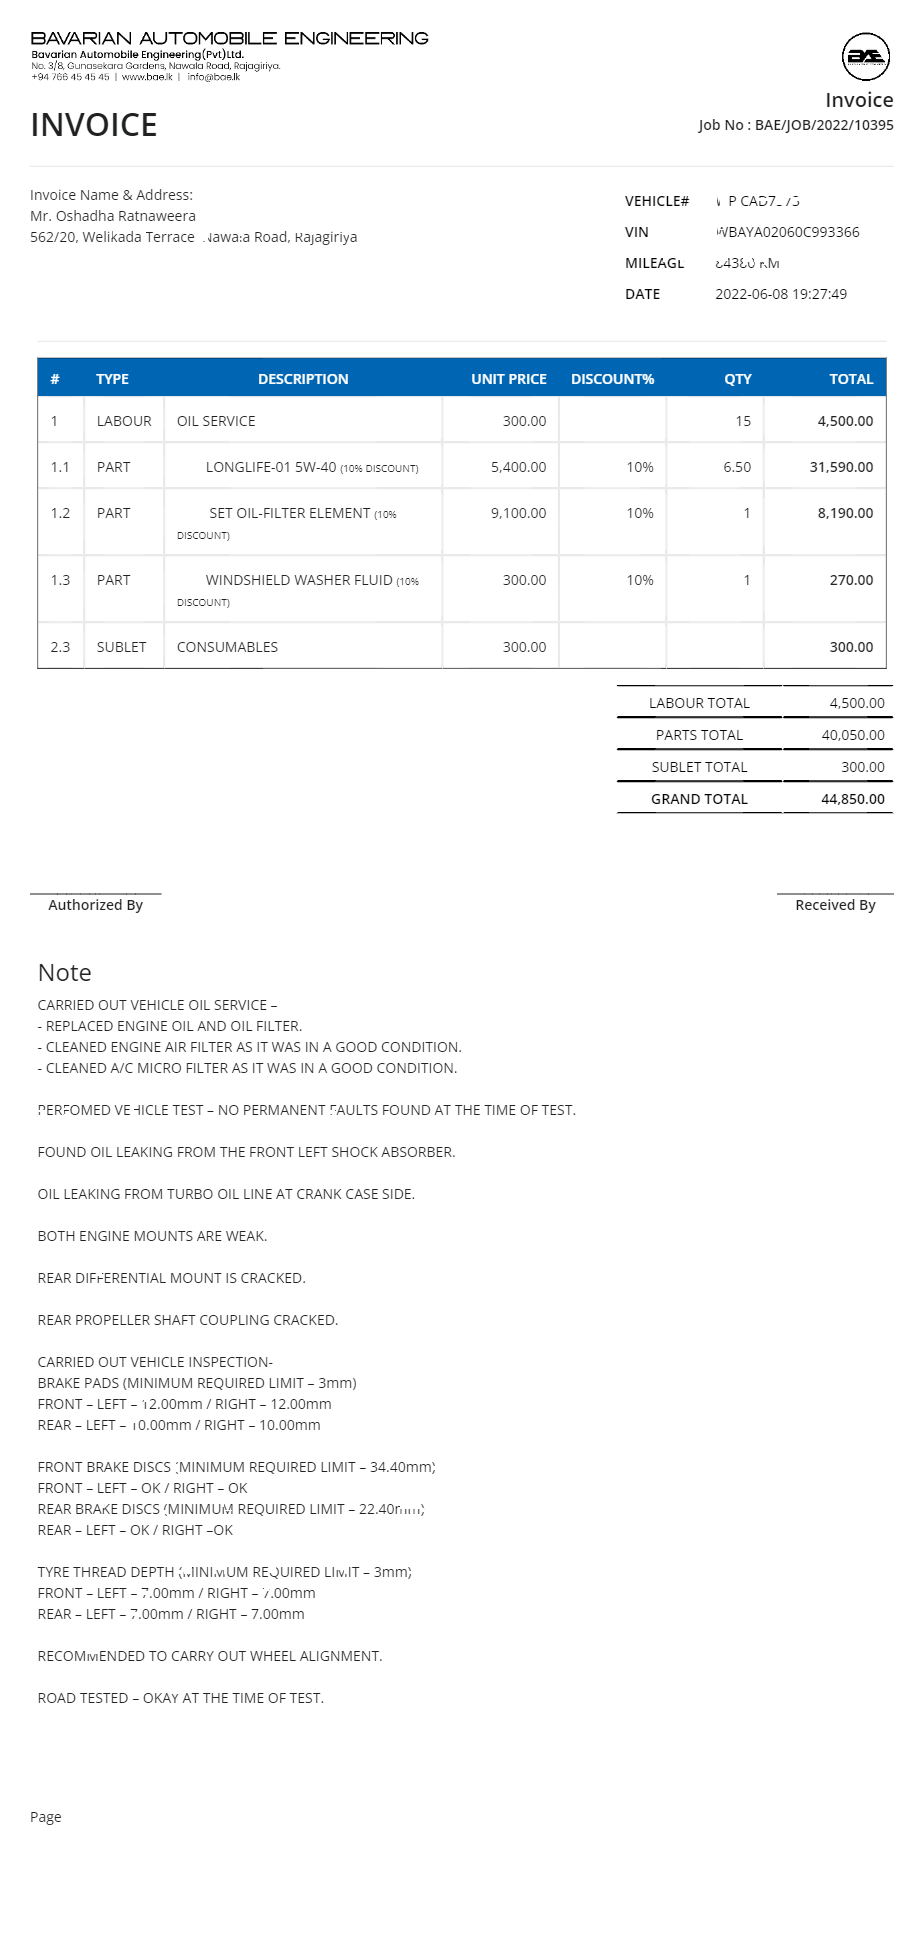 BAVARIAN AUTOMOBILE ENGINEERING
Bavarian Automobile Engineering(Pvt)Ltd.
No. 3/8, Gunasekara Gardens, Nawala Road, Rajagiriya.
+94 766 45 45 45 | www.bae.lk | info@bae.lk
BAE
Invoice
INVOICE
Job No : BAE/JOB/2022/10395
Invoice Name & Address:
Mr. Oshadha Ratnaweera
562/20, Welikada Terrace Road, Rajagiriya
VEHICLE#
VIN WBAYA02060C993366
MILEAGE KM
DATE 2022-06-08 19:27:49
# TYPE DESCRIPTION UNIT PRICE DISCOUNT% QTY TOTAL
1 LABOUR OIL SERVICE 300.00 15 4,500.00
1.1 PART LONGLIFE-01 5W-40 (10% DISCOUNT) 5,400.00 10% 6.50 31,590.00
1.2 PART SET OIL-FILTER ELEMENT (10% 9,100.00 10% 1 8,190.00
DISCOUNT)
1.3 PART WINDSHIELD WASHER FLUID (10% 300.00 10% 1 270.00
DISCOUNT)
2.3 SUBLET CONSUMABLES 300.00 300.00
LABOUR TOTAL 4,500.00
PARTS TOTAL 40,050.00
SUBLET TOTAL 300.00
GRAND TOTAL 44,850.00
Authorized By Received By
Note
CARRIED OUT VEHICLE OIL SERVICE –
- REPLACED ENGINE OIL AND OIL FILTER.
- CLEANED ENGINE AIR FILTER AS IT WAS IN A GOOD CONDITION.
- CLEANED A/C MICRO FILTER AS IT WAS IN A GOOD CONDITION.
PERFOMED VEHICLE TEST – NO PERMANENT FAULTS FOUND AT THE TIME OF TEST.
FOUND OIL LEAKING FROM THE FRONT LEFT SHOCK ABSORBER.
OIL LEAKING FROM TURBO OIL LINE AT CRANK CASE SIDE.
BOTH ENGINE MOUNTS ARE WEAK.
REAR DIFFERENTIAL MOUNT IS CRACKED.
REAR PROPELLER SHAFT COUPLING CRACKED.
CARRIED OUT VEHICLE INSPECTION-
BRAKE PADS (MINIMUM REQUIRED LIMIT – 3mm)
FRONT – LEFT – 12.00mm / RIGHT – 12.00mm
REAR – LEFT – 10.00mm / RIGHT – 10.00mm
FRONT BRAKE DISCS (MINIMUM REQUIRED LIMIT – 34.40mm)
FRONT – LEFT – OK / RIGHT – OK
REAR BRAKE DISCS (MINIMUM REQUIRED LIMIT – 22.40mm)
REAR – LEFT – OK / RIGHT –OK
TYRE THREAD DEPTH (MINIMUM REQUIRED LIMIT – 3mm)
FRONT – LEFT – 7.00mm / RIGHT – 7.00mm
REAR – LEFT – 7.00mm / RIGHT – 7.00mm
RECOMMENDED TO CARRY OUT WHEEL ALIGNMENT.
ROAD TESTED – OKAY AT THE TIME OF TEST.
Page